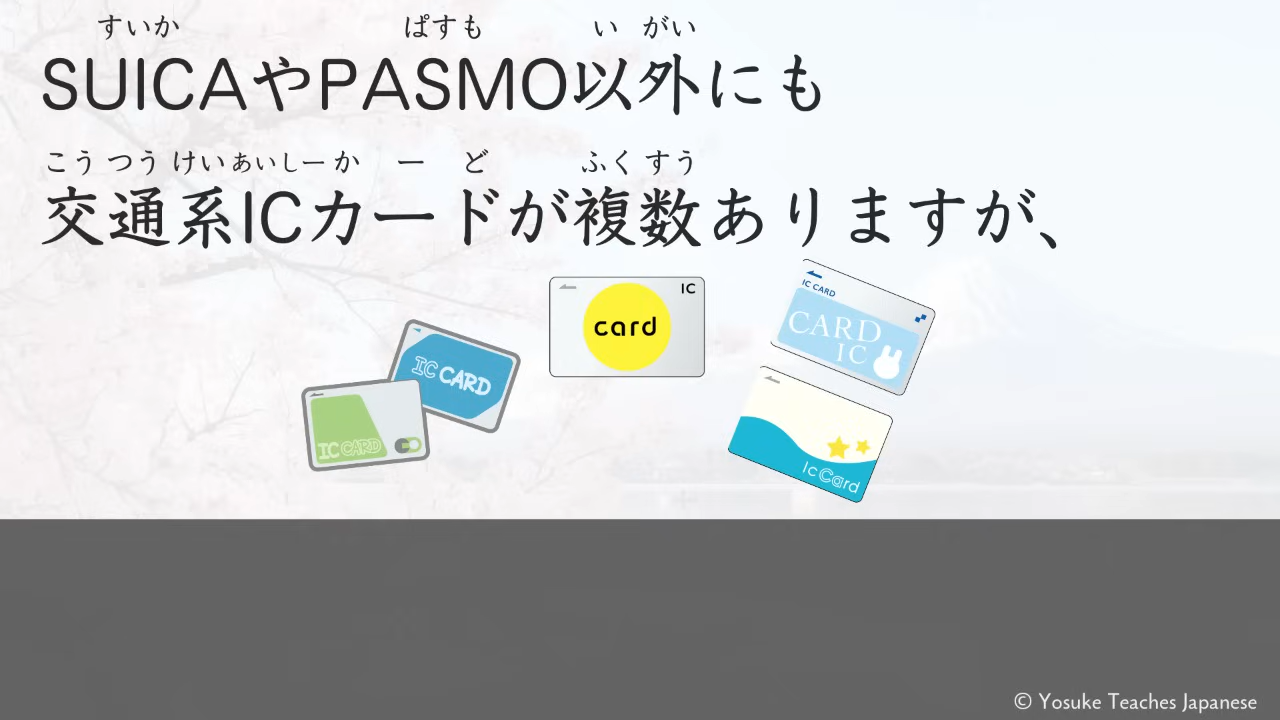 すいか ぱすも い がい
SUICAやPASMO以外にも
こう つう けい あいしー か ー ど ふく すう
交通系ICカードが複数ありますが、
IC CARD
IC CARD
card
IC
IC CARD
CARD
IC
Ic Card
© Yosuke Teaches Japanese